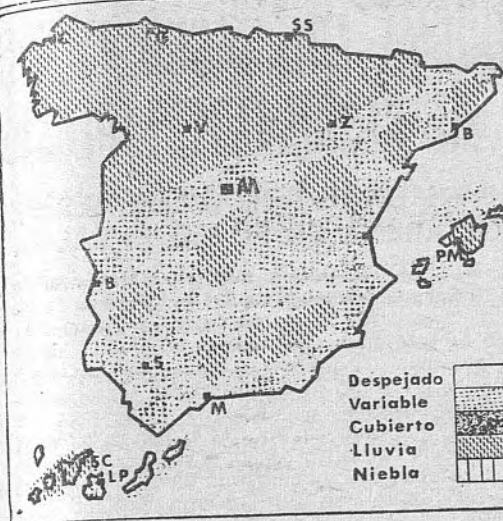 SS
V
Z
B
M
PM
B
S
M
SC
LP
Despejado
Variable
Cubierto
Lluvia
Niebla